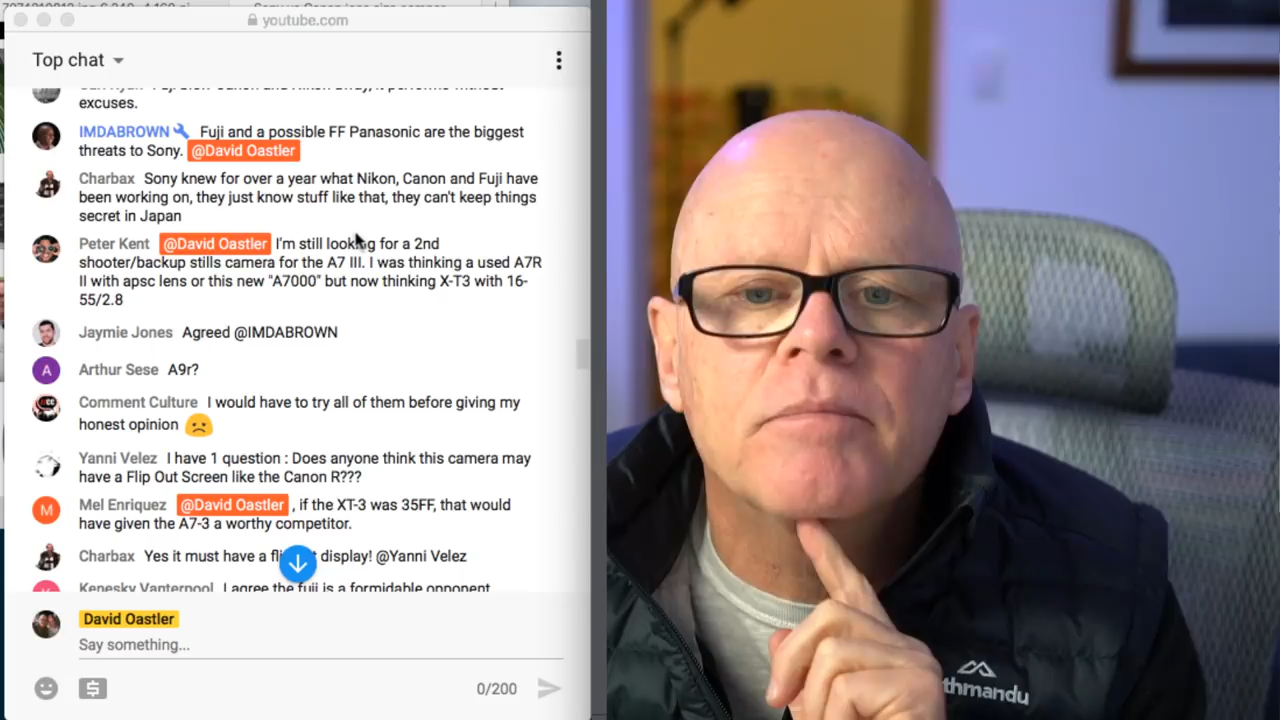 youtube.com
Top chat
excuses.
IMDABROWN Fuji and a possible FF Panasonic are the biggest
threats to Sony. @David Oastler
Charbax Sony knew for over a year what Nikon, Canon and Fuji have
been working on, they just know stuff like that, they can't keep things
secret in Japan
Peter Kent @David Oastler I'm still looking for a 2nd
shooter/backup stills camera for the A7 III. I was thinking a used A7R
II with apsc lens or this new "A7000" but now thinking X-T3 with 16-
55/2.8
Jaymie Jones Agreed @IMDABROWN
A Arthur Sese A9r?
Comment Culture I would have to try all of them before giving my
honest opinion
Yanni Velez I have 1 question : Does anyone think this camera may
have a Flip Out Screen like the Canon R???
M Mel Enriquez @David Oastler , if the XT-3 was 35FF, that would
have given the A7-3 a worthy competitor.
Charbax Yes it must have a display! @Yanni Velez
Kenesky Vanterpool I agree the fuji is a formidable opponent
David Oastler
Say something...
$ 0/200
thmandu